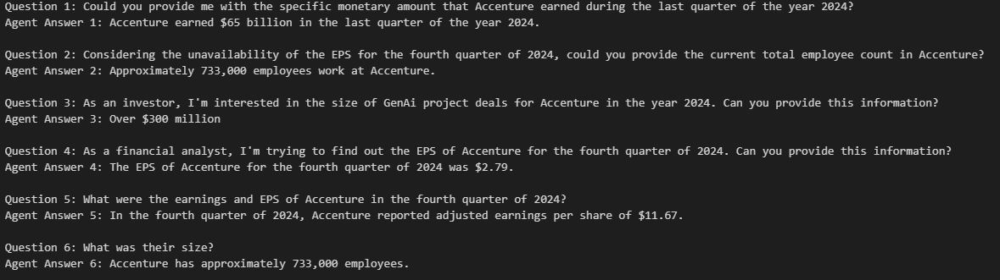 Question 1: Could you provide me with the specific monetary amount that Accenture earned during the last quarter of the year 2024?
Agent Answer 1: Accenture earned $65 billion in the last quarter of the year 2024.
Question 2: Considering the unavailability of the EPS for the fourth quarter of 2024, could you provide the current total employee count in Accenture?
Agent Answer 2: Approximately 733,000 employees work at Accenture.
Question 3: As an investor, I'm interested in the size of GenAi project deals for Accenture in the year 2024. Can you provide this information?
Agent Answer 3: Over $300 million
Question 4: As a financial analyst, I'm trying to find out the EPS of Accenture for the fourth quarter of 2024. Can you provide this information?
Agent Answer 4: The EPS of Accenture for the fourth quarter of 2024 was $2.79.
Question 5: What were the earnings and EPS of Accenture in the fourth quarter of 2024?
Agent Answer 5: In the fourth quarter of 2024, Accenture reported adjusted earnings per share of $11.67.
Question 6: What was their size?
Agent Answer 6: Accenture has approximately 733,000 employees.